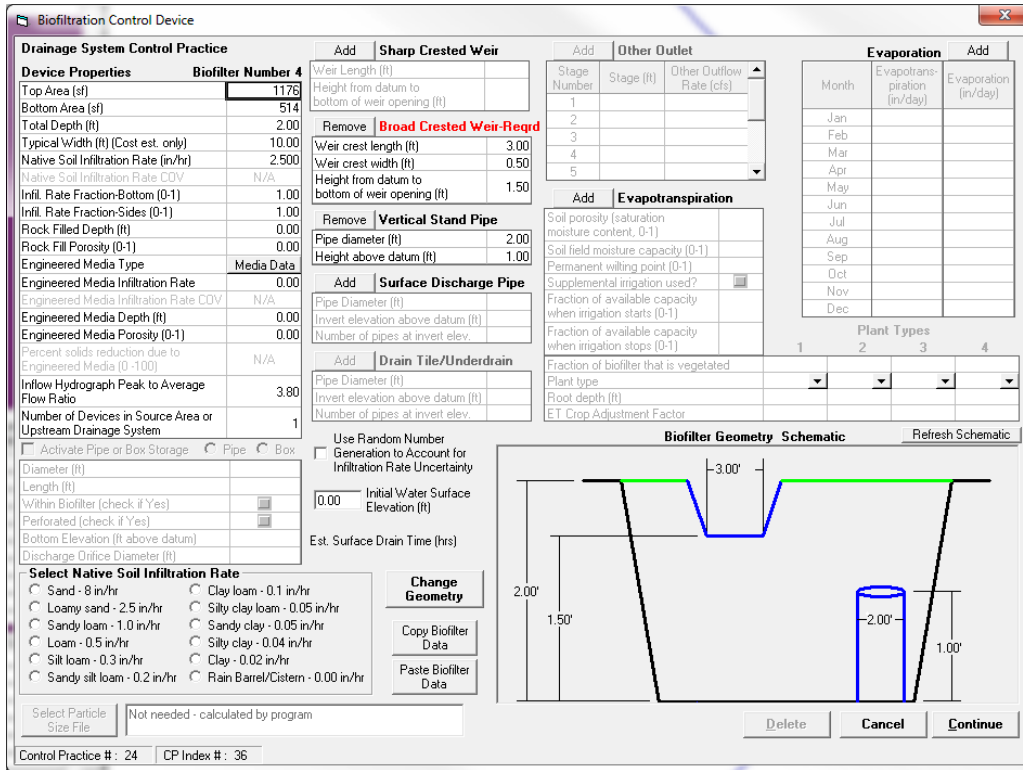 Biofiltration Control Device
Drainage System Control Practice
Device Properties Biofilter Number 4
Top Area (sf) 1176
Bottom Area (sf) 514
Total Depth (ft) 2.00
Typical Width (ft) (Cost est. only) 10.00
Native Soil Infiltration Rate (in/hr) 2.500
Native Soil Infiltration Rate COV N/A
Infil. Rate Fraction-Bottom (0-1) 1.00
Infil. Rate Fraction-Sides (0-1) 1.00
Rock Filled Depth (ft) 0.00
Rock Fill Porosity (0-1) 0.00
Engineered Media Type Media Data
Engineered Media Infiltration Rate 0.00
Engineered Media Infiltration Rate COV N/A
Engineered Media Depth (ft) 0.00
Engineered Media Porosity (0-1) 0.00
Percent solids reduction due to
Engineered Media (0 -100) N/A
Inflow Hydrograph Peak to Average
Flow Ratio 3.80
Number of Devices in Source Area or
Upstream Drainage System 1
Activate Pipe or Box Storage Pipe Box
Diameter (ft)
Length (ft)
Within Biofilter (check if Yes)
Perforated (check if Yes)
Bottom Elevation (ft above datum)
Discharge Orifice Diameter (ft)
Select Native Soil Infiltration Rate
Sand - 8 in/hr
Loamy sand - 2.5 in/hr
Sandy loam - 1.0 in/hr
Loam - 0.5 in/hr
Silt loam - 0.3 in/hr
Sandy silt loam - 0.2 in/hr
Clay loam - 0.1 in/hr
Silty clay loam - 0.05 in/hr
Sandy clay - 0.05 in/hr
Silty clay - 0.04 in/hr
Clay - 0.02 in/hr
Rain Barrel/Cistern - 0.00 in/hr
Select Particle
Size File
Not needed - calculated by program
Control Practice # : 24 CP Index # : 36
Add Sharp Crested Weir
Weir Length (ft)
Height from datum to
bottom of weir opening (ft)
Remove Broad Crested Weir-Reqrd
Weir crest length (ft) 3.00
Weir crest width (ft) 0.50
Height from datum to
bottom of weir opening (ft) 1.50
Remove Vertical Stand Pipe
Pipe diameter (ft) 2.00
Height above datum (ft) 1.00
Add Surface Discharge Pipe
Pipe Diameter (ft)
Invert elevation above datum (ft)
Number of pipes at invert elev.
Add Drain Tile/Underdrain
Pipe Diameter (ft)
Invert elevation above datum (ft)
Number of pipes at invert elev.
Use Random Number
Generation to Account for
Infiltration Rate Uncertainty
0.00 Initial Water Surface
Elevation (ft)
Est. Surface Drain Time (hrs)
Change
Geometry
Copy Biofilter
Data
Paste Biofilter
Data
Add Other Outlet
Stage
Number Stage (ft) Other Outflow
Rate (cfs)
1
2
3
4
5
Add Evapotranspiration
Soil porosity (saturation
moisture content, 0-1)
Soil field moisture capacity (0-1)
Permanent wilting point (0-1)
Supplemental irrigation used?
Fraction of available capacity
when irrigation starts (0-1)
Fraction of available capacity
when irrigation stops (0-1)
Fraction of biofilter that is vegetated
Plant type
Root depth (ft)
ET Crop Adjustment Factor
Evaporation Add
Month Evapotrans-
piration
(in/day) Evaporation
(in/day)
Jan
Feb
Mar
Apr
May
Jun
Jul
Aug
Sep
Oct
Nov
Dec
Plant Types
1 2 3 4
Biofilter Geometry Schematic Refresh Schematic
3.00'
2.00'
1.50'
2.00'
1.00'
Delete Cancel Continue